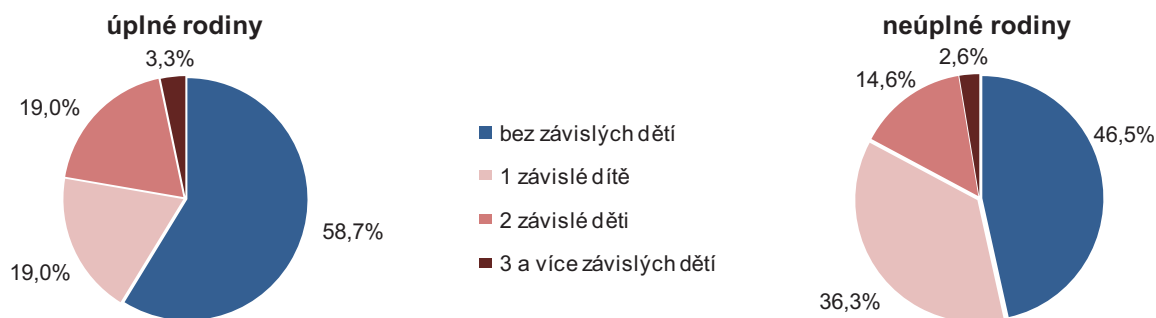 úplné rodiny
3,3%
19,0%
58,7%
19,0%
bez závislých dětí
1 závislé dítě
2 závislé děti
3 a více závislých dětí
neúplné rodiny
2,6%
14,6%
46,5%
36,3%